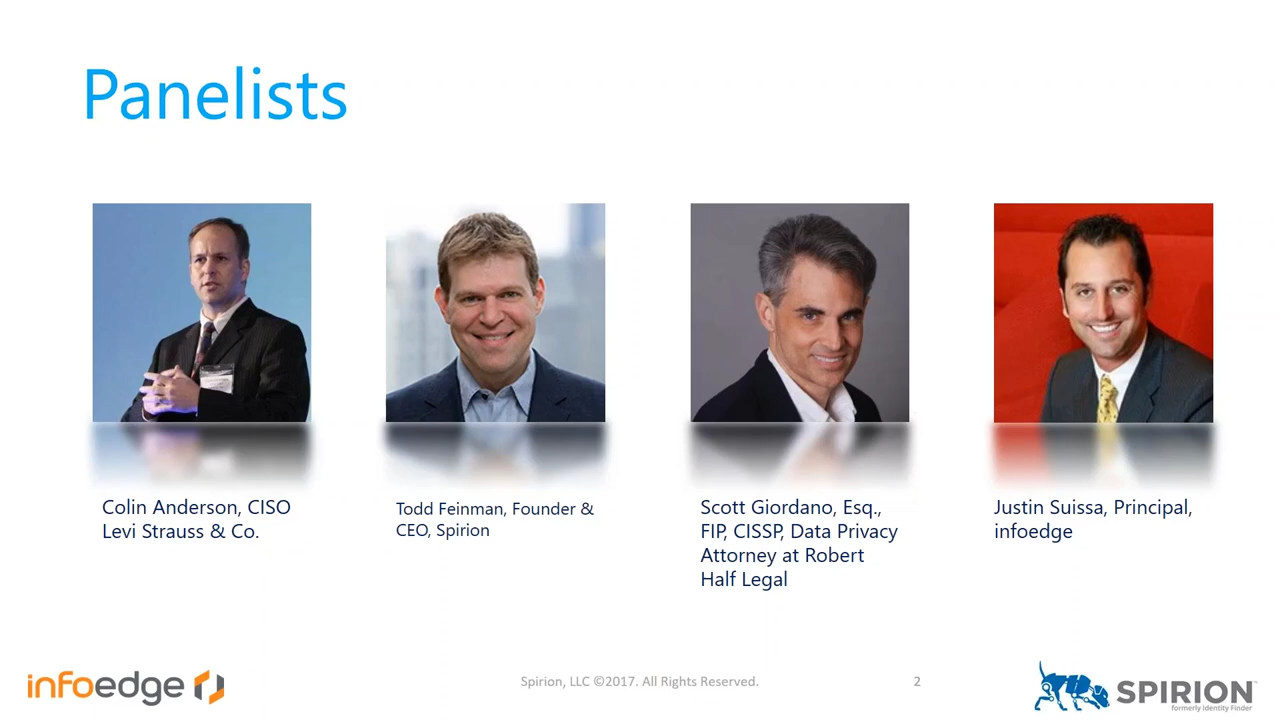 Panelists
Colin Anderson, CISO
Levi Strauss & Co.
Todd Feinman, Founder &
CEO, Spirion
Scott Giordano, Esq.,
FIP, CISSP, Data Privacy
Attorney at Robert
Half Legal
Justin Suissa, Principal,
infoedge
infoedge
Spirion, LLC ©2017. All Rights Reserved.
2
SPIRION™
formerly Identity Finder